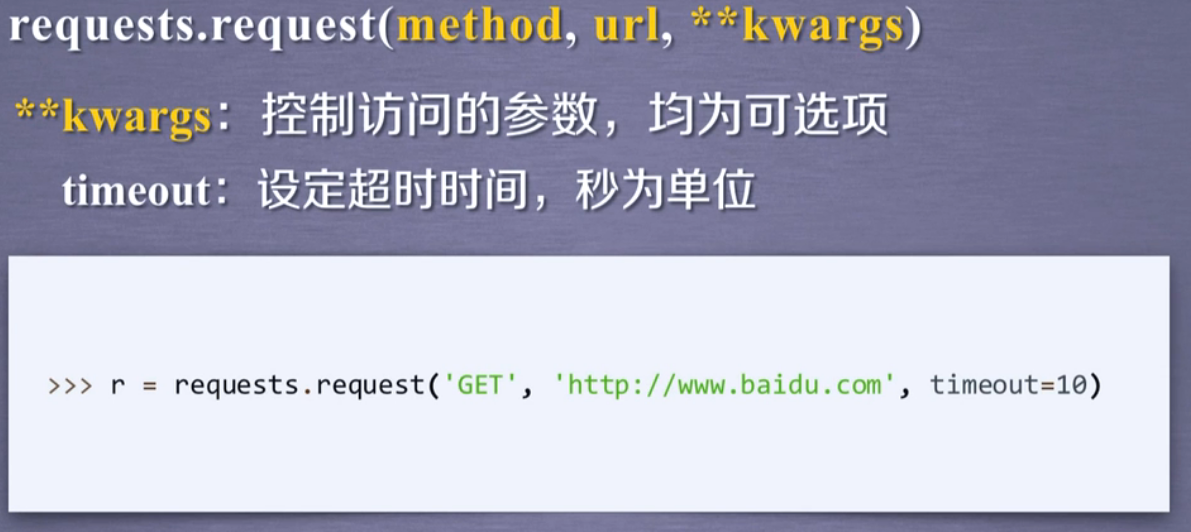 requests.request(method, url, **kwargs)
**kwargs：控制访问的参数，均为可选项
timeout：设定超时时间，秒为单位
>>> r = requests.request('GET', 'http://www.baidu.com', timeout=10)